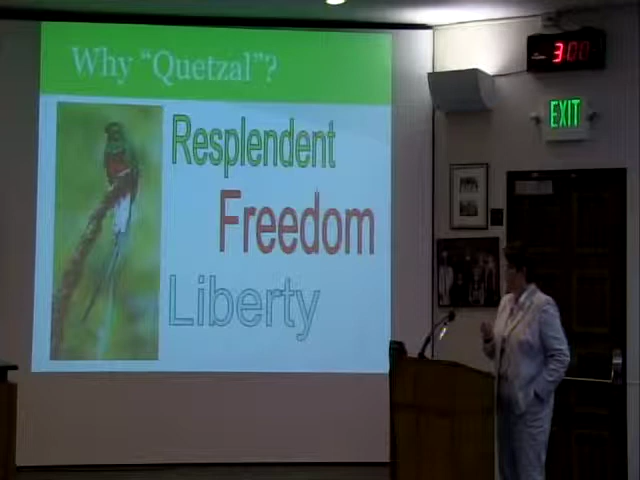 Why “Quetzal”?
Resplendent
Freedom
Liberty
3:00
EXIT